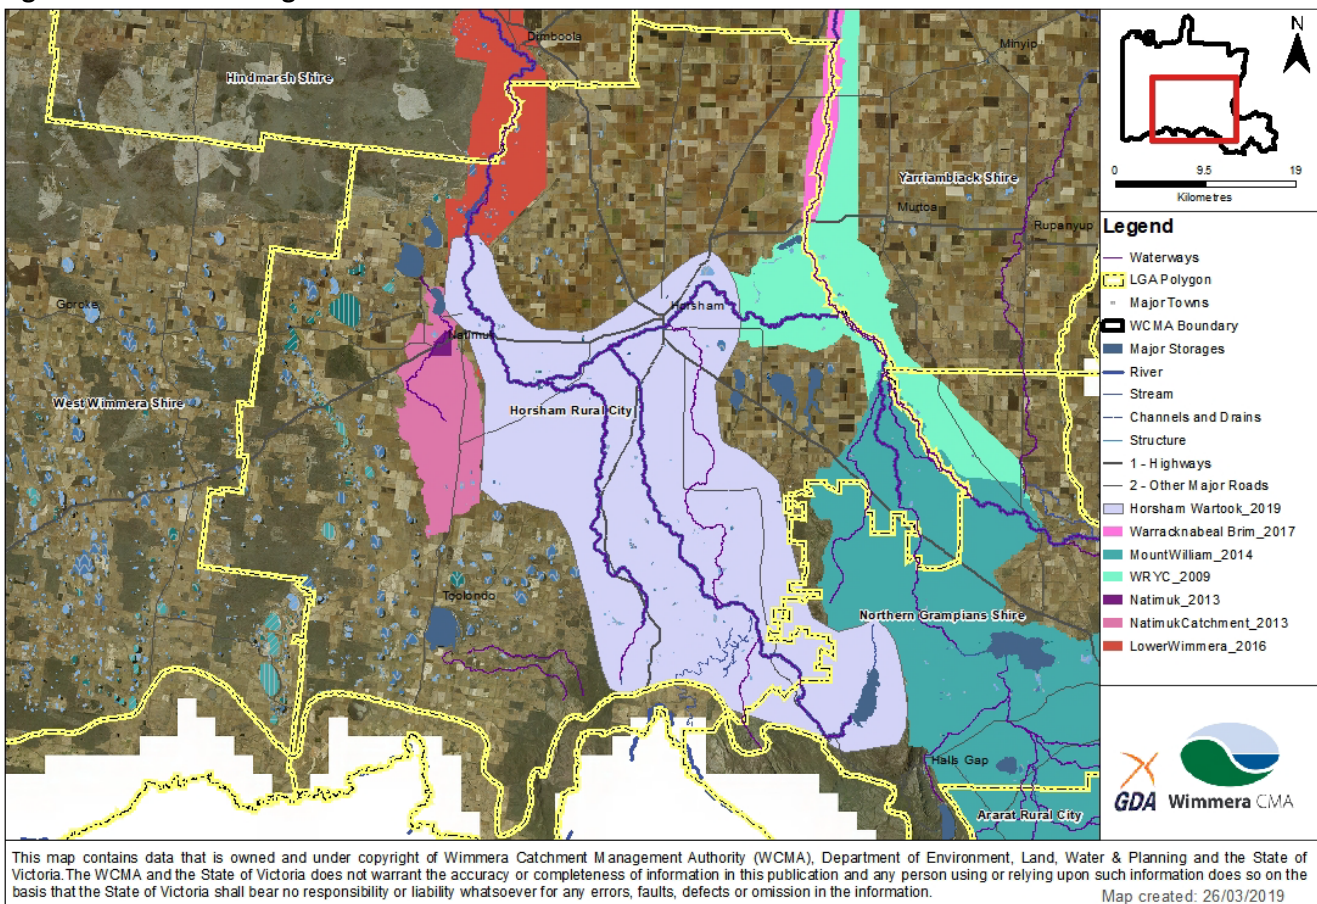 Dimboola
Minyip
Hindmarsh Shire
Yarriambiack Shire
Murtoa
Rupanyup
Goroke
Horsham
Natimuk
West Wimmera Shire
Horsham Rural City
Toolondo
Northern Grampians Shire
Halls Gap
Ararat Rural City
N
0 9.5 19
Kilometres
Legend
Waterways
LGA Polygon
Major Towns
WCMA Boundary
Major Storages
River
Stream
Channels and Drains
Structure
1 - Highways
2 - Other Major Roads
Horsham Wartook_2019
Warracknabeal Brim_2017
MountWilliam_2014
WRYC_2009
Natimuk_2013
NatimukCatchment_2013
LowerWimmera_2016
GDA Wimmera CMA
This map contains data that is owned and under copyright of Wimmera Catchment Management Authority (WCMA), Department of Environment, Land, Water & Planning and the State of
Victoria.The WCMA and the State of Victoria does not warrant the accuracy or completeness of information in this publication and any person using or relying upon such information does so on the
basis that the State of Victoria shall bear no responsibility or liability whatsoever for any errors, faults, defects or omission in the information.
Map created: 26/03/2019